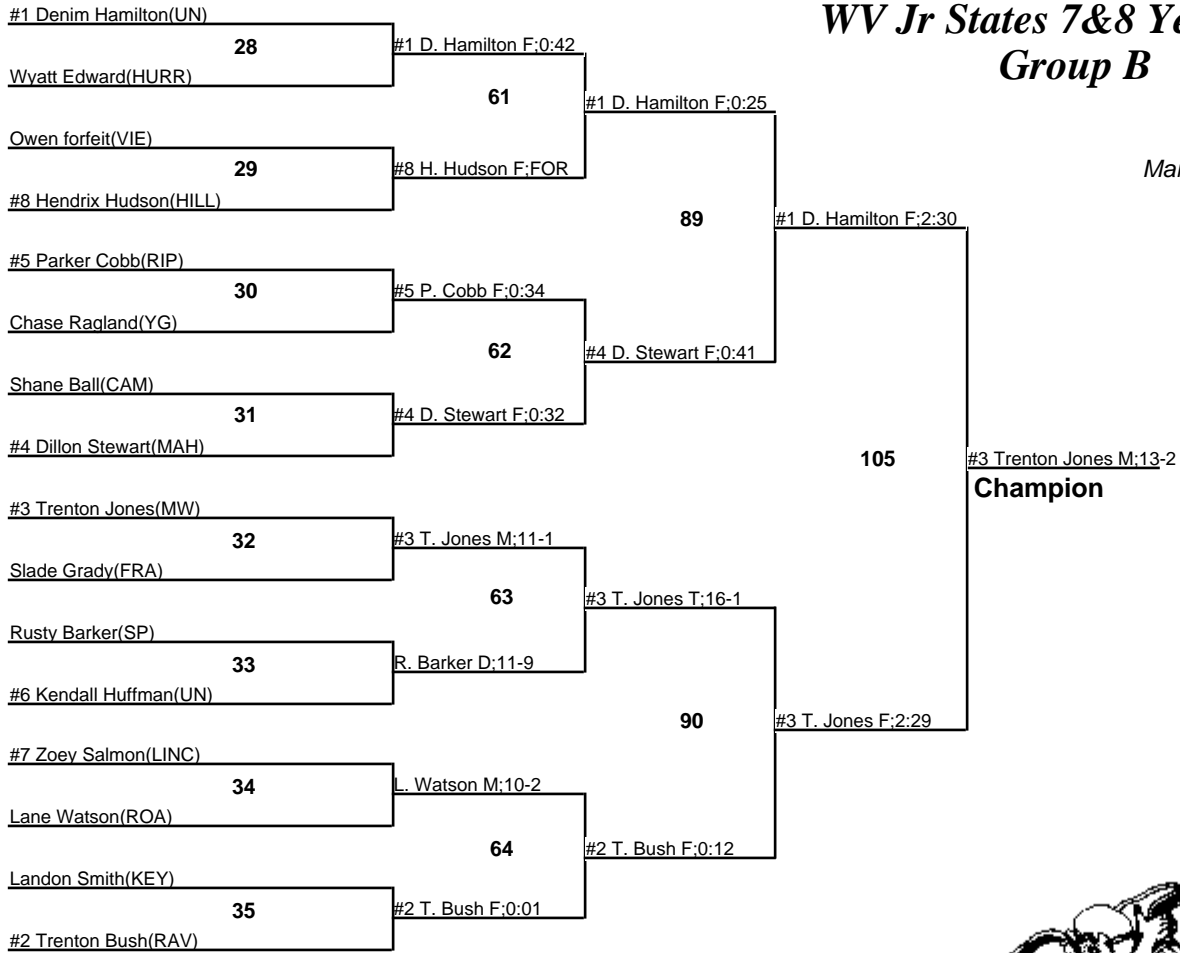 #1 Denim Hamilton(UN)
WV Jr States 7&8
Group B
28
#1 D. Hamilton F;0:42
Wyatt Edward(HURR)
61
#1 D. Hamilton F;0:25
Owen forfeit(VIE)
29
#8 H. Hudson F;FOR
#8 Hendrix Hudson(HILL)
89
#1 D. Hamilton F;2:30
#5 Parker Cobb(RIP)
30
#5 P. Cobb F;0:34
Chase Ragland(YG)
62
#4 D. Stewart F;0:41
Shane Ball(CAM)
31
#4 D. Stewart F;0:32
#4 Dillon Stewart(MAH)
105
#3 Trenton Jones M;13-2
Champion
#3 Trenton Jones(MW)
32
#3 T. Jones M;11-1
Slade Grady(FRA)
63
#3 T. Jones T;16-1
Rusty Barker(SP)
33
R. Barker D;11-9
#6 Kendall Huffman(UN)
90
#3 T. Jones F;2:29
#7 Zoey Salmon(LINC)
34
L. Watson M;10-2
Lane Watson(ROA)
64
#2 T. Bush F;0:12
Landon Smith(KEY)
35
#2 T. Bush F;0:01
#2 Trenton Bush(RAV)